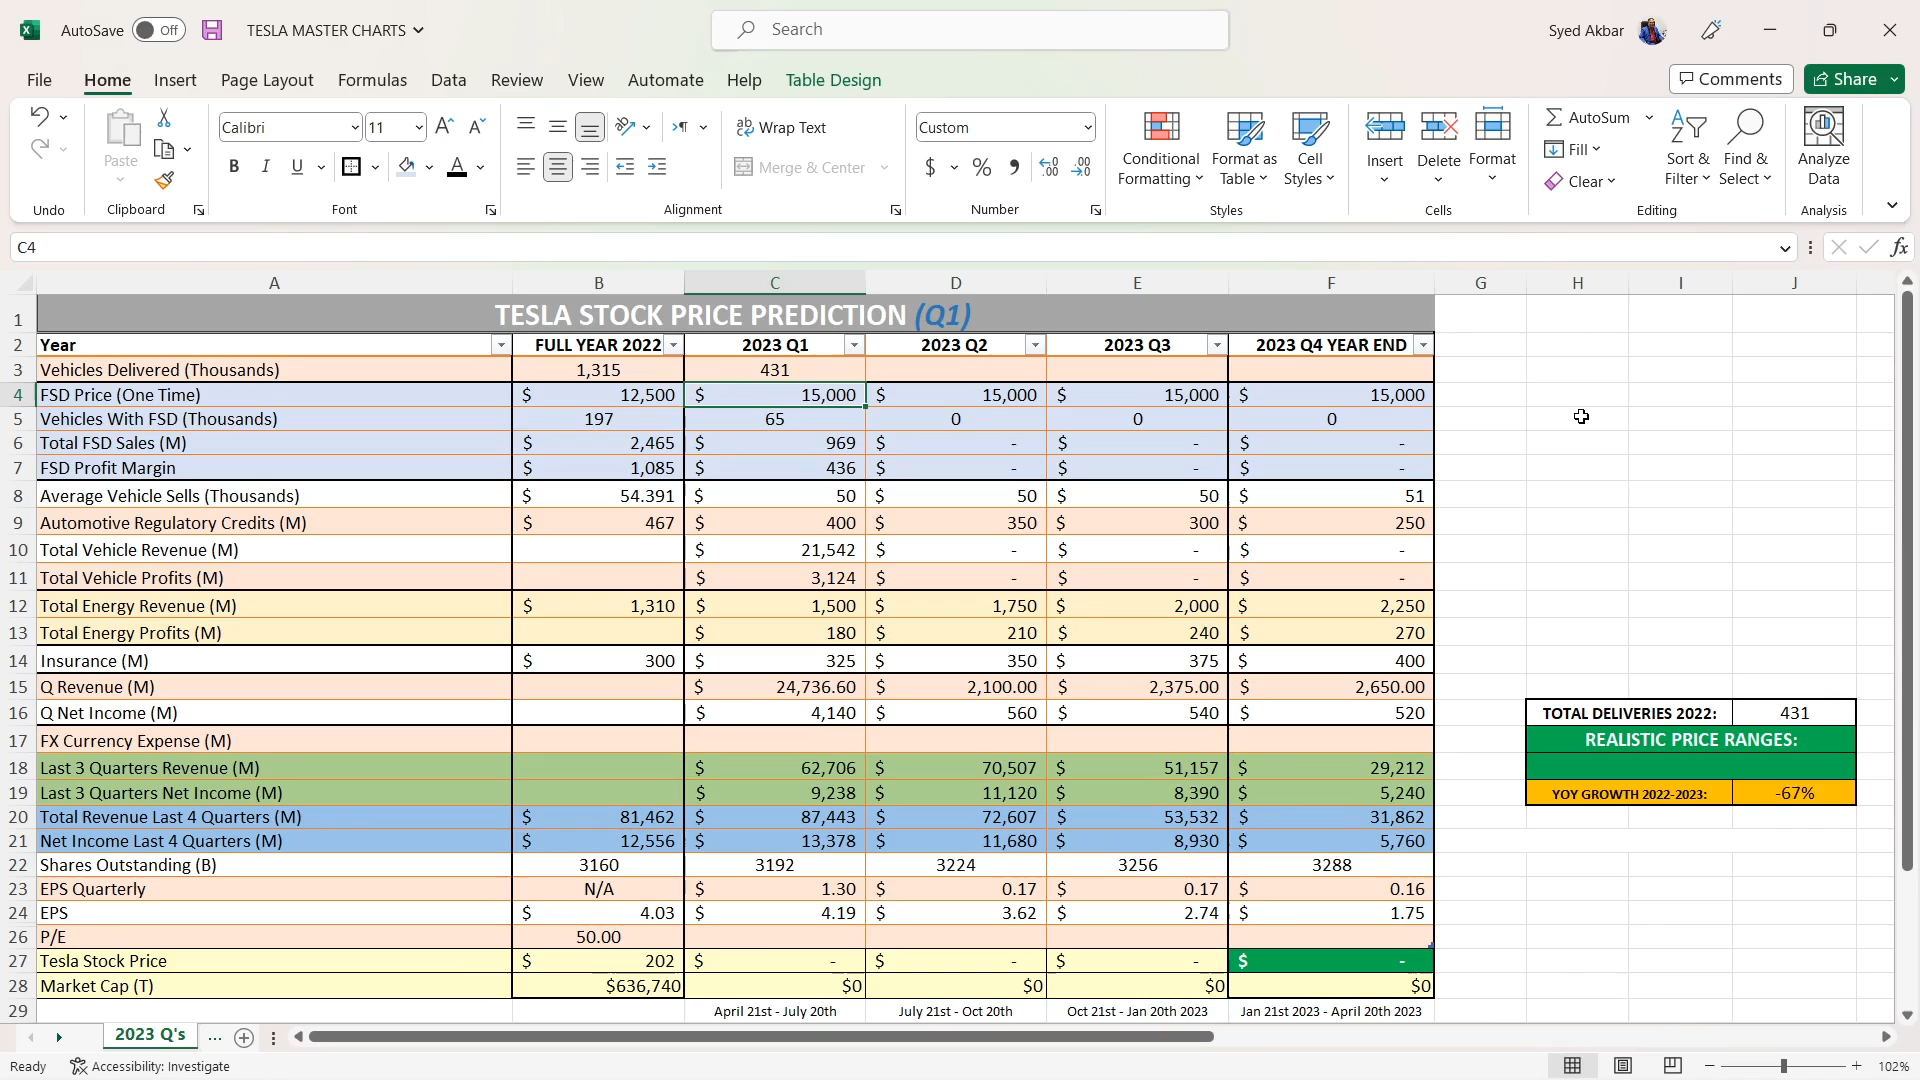 AutoSave Off TESLA MASTER CHARTS Search Syed Akbar
File Home Insert Page Layout Formulas Data Review View Automate Help Table Design Comments Share
Calibri 11 Wrap Text Custom AutoSum
Paste Merge & Center $ % Conditional Formatting Format as Table Cell Styles Insert Delete Format Fill Clear Sort & Filter Find & Select Analyze Data
Undo Clipboard Font Alignment Number Styles Cells Editing Analysis
C4 fx
A B C D E F G H I J
1 TESLA STOCK PRICE PREDICTION (Q1)
2 Year FULL YEAR 2022 2023 Q1 2023 Q2 2023 Q3 2023 Q4 YEAR END
3 Vehicles Delivered (Thousands) 1,315 431
4 FSD Price (One Time) $ 12,500 $ 15,000 $ 15,000 $ 15,000 $ 15,000
5 Vehicles With FSD (Thousands) 197 65 0 0 0
6 Total FSD Sales (M) $ 2,465 $ 969 $ - $ - $ -
7 FSD Profit Margin $ 1,085 $ 436 $ - $ - $ -
8 Average Vehicle Sells (Thousands) $ 54.391 $ 50 $ 50 $ 50 $ 51
9 Automotive Regulatory Credits (M) $ 467 $ 400 $ 350 $ 300 $ 250
10 Total Vehicle Revenue (M) $ 21,542 $ - $ - $ -
11 Total Vehicle Profits (M) $ 3,124 $ - $ - $ -
12 Total Energy Revenue (M) $ 1,310 $ 1,500 $ 1,750 $ 2,000 $ 2,250
13 Total Energy Profits (M) $ 180 $ 210 $ 240 $ 270
14 Insurance (M) $ 300 $ 325 $ 350 $ 375 $ 400
15 Q Revenue (M) $ 24,736.60 $ 2,100.00 $ 2,375.00 $ 2,650.00
16 Q Net Income (M) $ 4,140 $ 560 $ 540 $ 520 TOTAL DELIVERIES 2022: 431
17 FX Currency Expense (M) REALISTIC PRICE RANGES:
18 Last 3 Quarters Revenue (M) $ 62,706 $ 70,507 $ 51,157 $ 29,212
19 Last 3 Quarters Net Income (M) $ 9,238 $ 11,120 $ 8,390 $ 5,240 YOY GROWTH 2022-2023: -67%
20 Total Revenue Last 4 Quarters (M) $ 81,462 $ 87,443 $ 72,607 $ 53,532 $ 31,862
21 Net Income Last 4 Quarters (M) $ 12,556 $ 13,378 $ 11,680 $ 8,930 $ 5,760
22 Shares Outstanding (B) 3160 3192 3224 3256 3288
23 EPS Quarterly N/A $ 1.30 $ 0.17 $ 0.17 $ 0.16
24 EPS $ 4.03 $ 4.19 $ 3.62 $ 2.74 $ 1.75
26 P/E 50.00
27 Tesla Stock Price $ 202 $ - $ - $ - $ -
28 Market Cap (T) $636,740 $0 $0 $0 $0
29 April 21st - July 20th July 21st - Oct 20th Oct 21st - Jan 20th 2023 Jan 21st 2023 - April 20th 2023
2023 Q's ...
Ready Accessibility: Investigate 102%